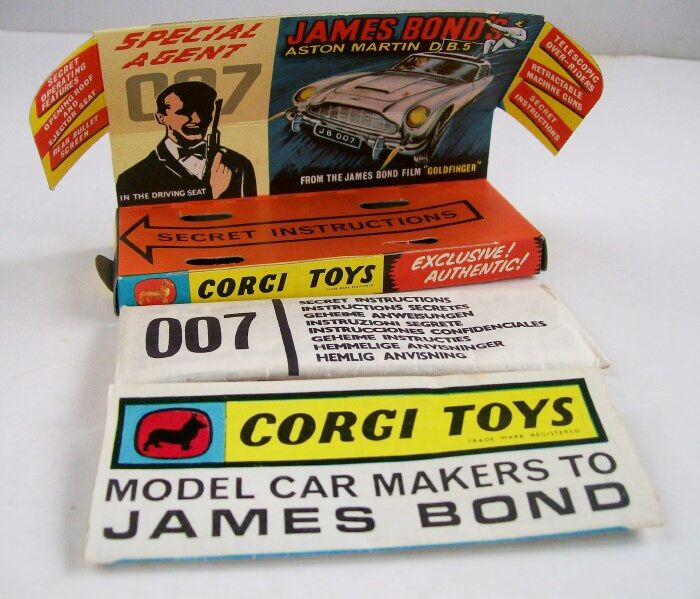 SPECIAL
AGENT
007
IN THE DRIVING SEAT
JAMES BOND'S
ASTON MARTIN D.B.5
JB 007
FROM THE JAMES BOND FILM "GOLDFINGER"
SECRET
OPERATING
FEATURES
OPENING ROOF
AND
EJECTOR SEAT
REAR BULLET
SCREEN
TELESCOPIC
OVER-RIDERS
RETRACTABLE
MACHINE GUNS
SECRET
INSTRUCTIONS
SECRET INSTRUCTIONS
CORGI TOYS
TRADE MARK REGISTERED
EXCLUSIVE!
AUTHENTIC!
007
SECRET INSTRUCTIONS
INSTRUCTIONS SECRETES
GEHEIME ANWEISUNGEN
INSTRUZIONI SEGRETE
INSTRUCCIONES CONFIDENCIALES
GEHEIME INSTRUCTIES
HEMMELIGE ANVISNINGER
HEMLIG ANVISNING
CORGI TOYS
TRADE MARK REGISTERED
MODEL CAR MAKERS TO
JAMES BOND